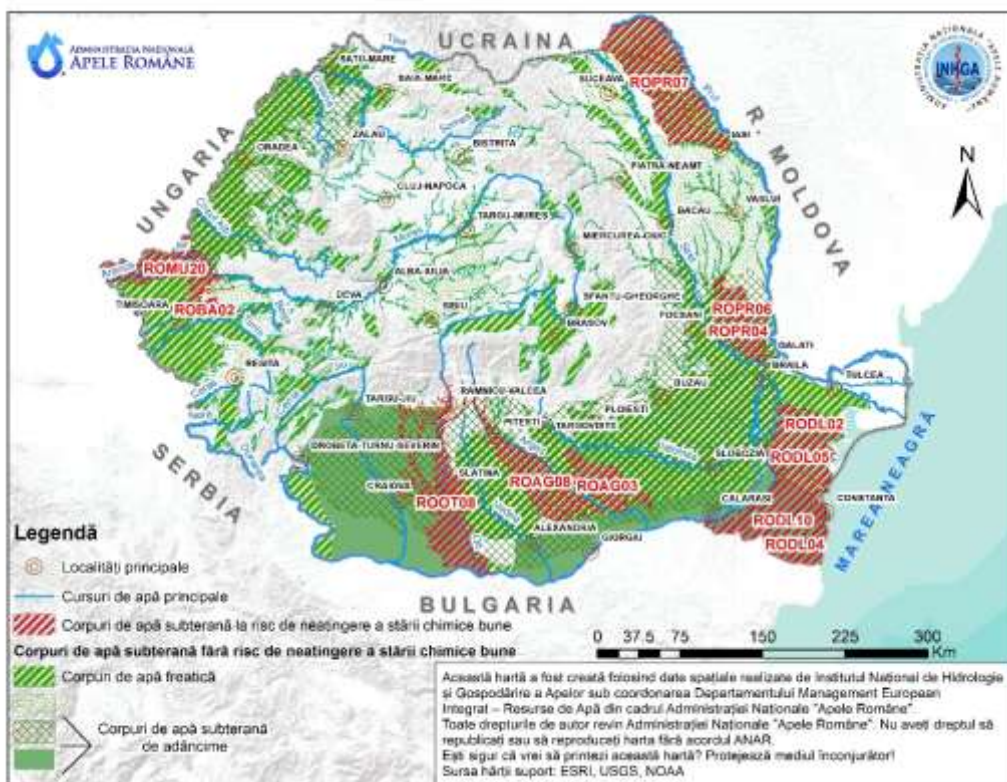 ADMINISTRAȚIA NAȚIONALĂ
APELE ROMÂNE
UCRAINA
UNGARIA
R. MOLDOVA
SERBIA
BULGARIA
MAREA NEAGRĂ
N
Tisa
SATU-MARE
BAIA-MARE
SUCEAVA
ROPR07
Prut
IASI
ZALAU
BISTRITA
ORADEA
PIATRA-NEAMT
CLUJ-NAPOCA
VASLUI
BACAU
TARGU-MURES
MIERCUREA-CIUC
Mures
ALBA-IULIA
ROMU20
ROBA02
TIMISOARA
DEVA
SIBIU
SFANTU-GHEORGHE
BRASOV
FOCSANI
ROPR06
ROPR04
GALATI
BRAILA
TULCEA
RESITA
BUZAU
RAMNICU-VALCEA
TARGU-JIU
PLOIESTI
PITESTI
TARGOVISTE
RODL02
DROBETA-TURNU-SEVERIN
SLOBOZIA
RODL05
SLATINA
ROAG08
ROAG03
CRAIOVA
ROOT08
CALARASI
CONSTANTA
RODL10
ALEXANDRIA
GIURGIU
RODL04
Legendă
Localități principale
Cursuri de apă principale
Corpuri de apă subterană la risc de neatingere a stării chimice bune
Corpuri de apă subterană fără risc de neatingere a stării chimice bune
Corpuri de apă freatică
Corpuri de apă subterană
de adâncime
0 37.5 75 150 225 300
Km
Această hartă a fost creată folosind date spațiale realizate de Institutul Național de Hidrologie
și Gospodărire a Apelor sub coordonarea Departamentului Management European
Integrat – Resurse de Apă din cadrul Administrației Naționale "Apele Române".
Toate drepturile de autor revin Administrației Naționale "Apele Române". Nu aveți dreptul să
republicați sau să reproduceți harta fără acordul ANAR.
Ești sigur că vrei să printezi această hartă? Protejează mediul înconjurător!
Sursa hărții suport: ESRI, USGS, NOAA